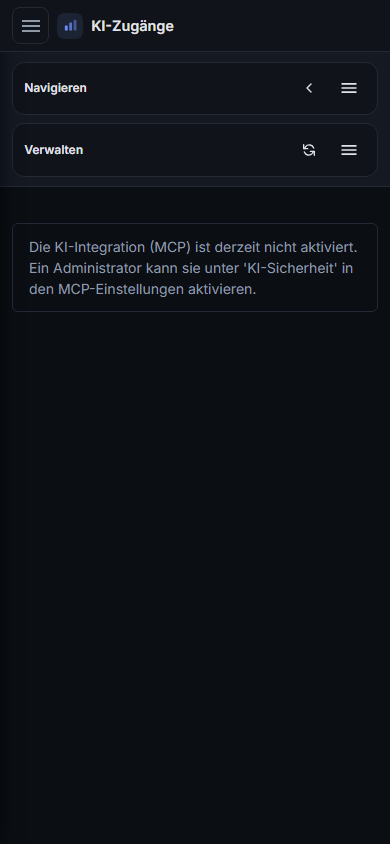 KI-Zugänge
Navigieren
Verwalten
Die KI-Integration (MCP) ist derzeit nicht aktiviert.
Ein Administrator kann sie unter 'KI-Sicherheit' in
den MCP-Einstellungen aktivieren.